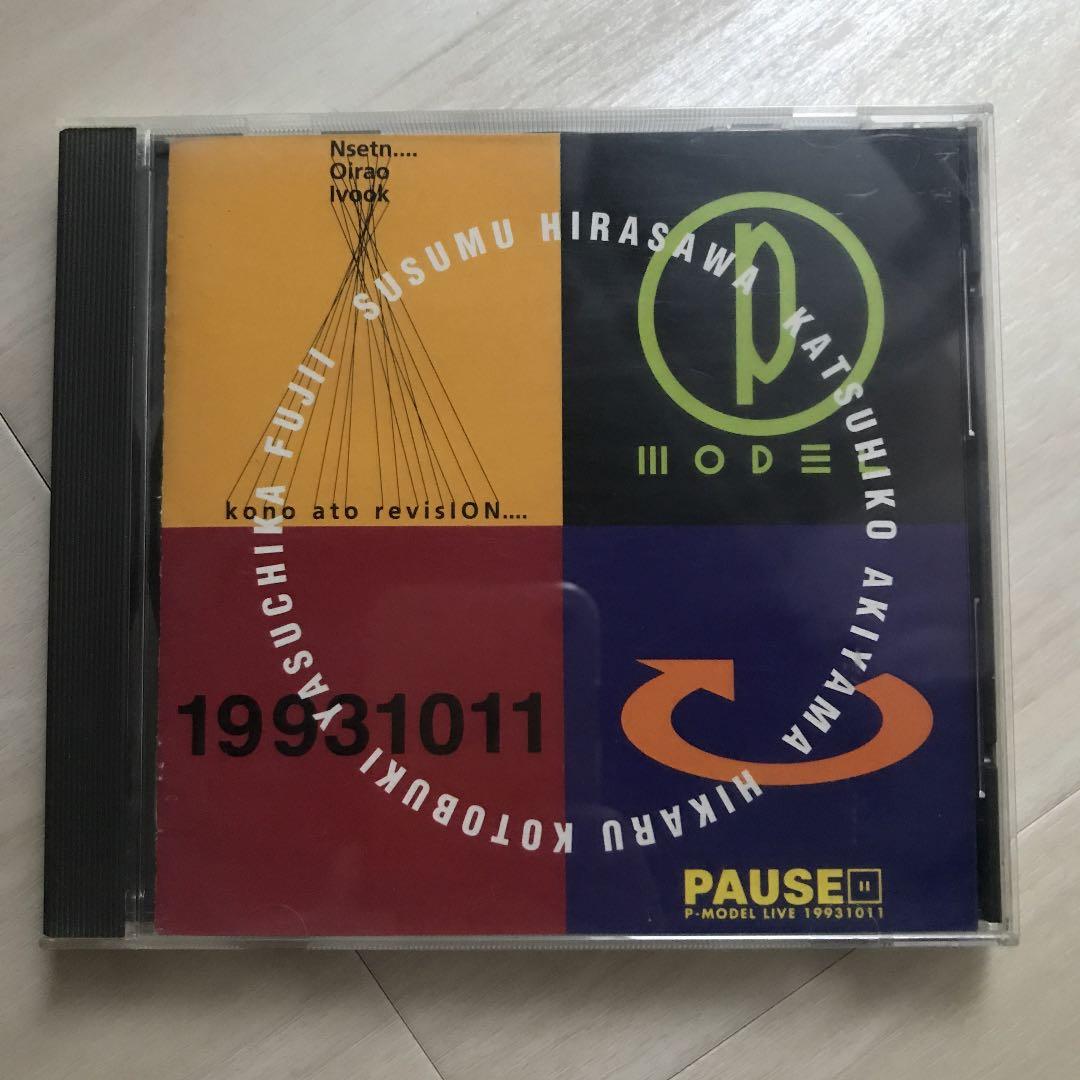 Nsetn....
Oirao
Ivook
SUSUMU HIRASAWA
KATSUHIKO AKIYAMA
HIKARU KOTOBUKI
YASUCHIKA FUJII
P
MODEL
kono ato revisION....
19931011
PAUSE
P-MODEL LIVE 19931011